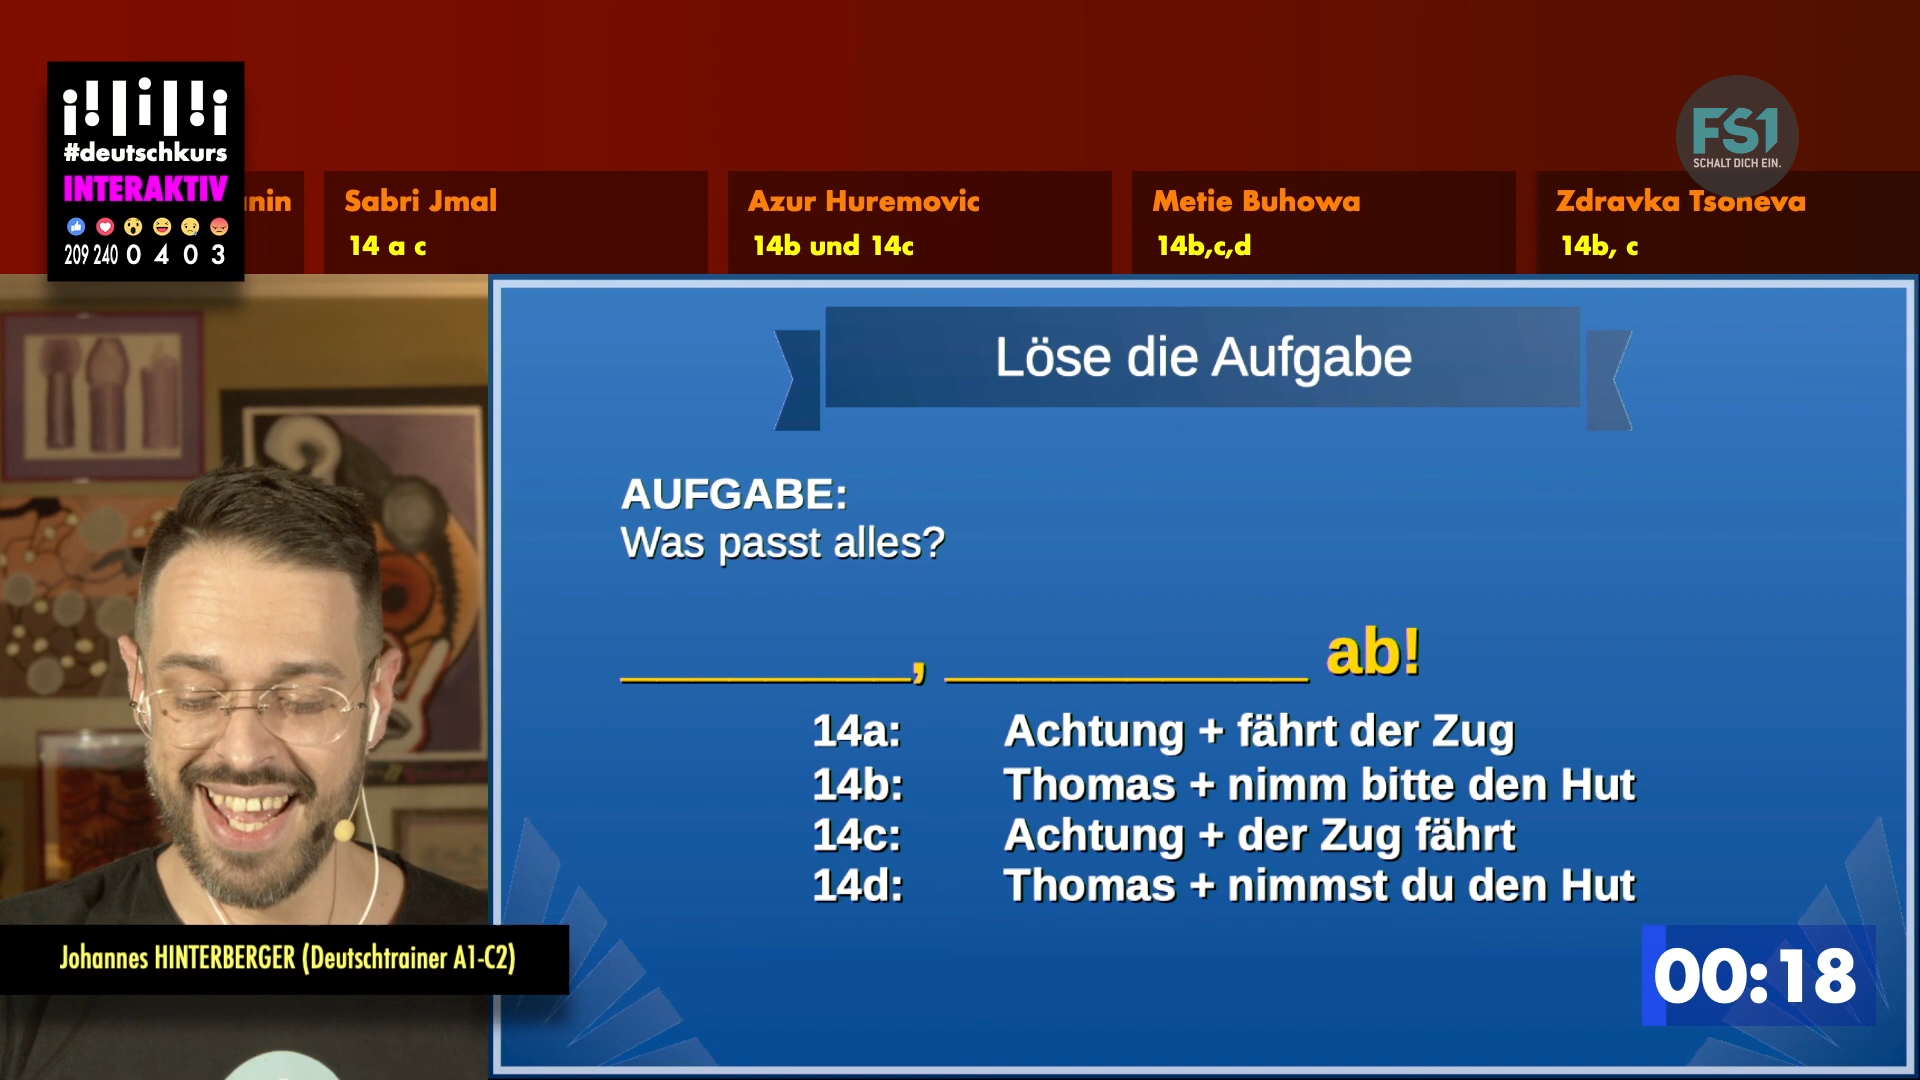 #deutschkurs
INTERAKTIV
209 240 0 4 0 3
nin
Sabri Jmal
14 a c
Azur Huremovic
14b und 14c
Metie Buhowa
14b,c,d
Zdravka Tsoneva
14b, c
FS1
SCHALT DICH EIN.
Löse die Aufgabe
AUFGABE:
Was passt alles?
________, __________ ab!
14a: Achtung + fährt der Zug
14b: Thomas + nimm bitte den Hut
14c: Achtung + der Zug fährt
14d: Thomas + nimmst du den Hut
Johannes HINTERBERGER (Deutschtrainer A1-C2)
00:18